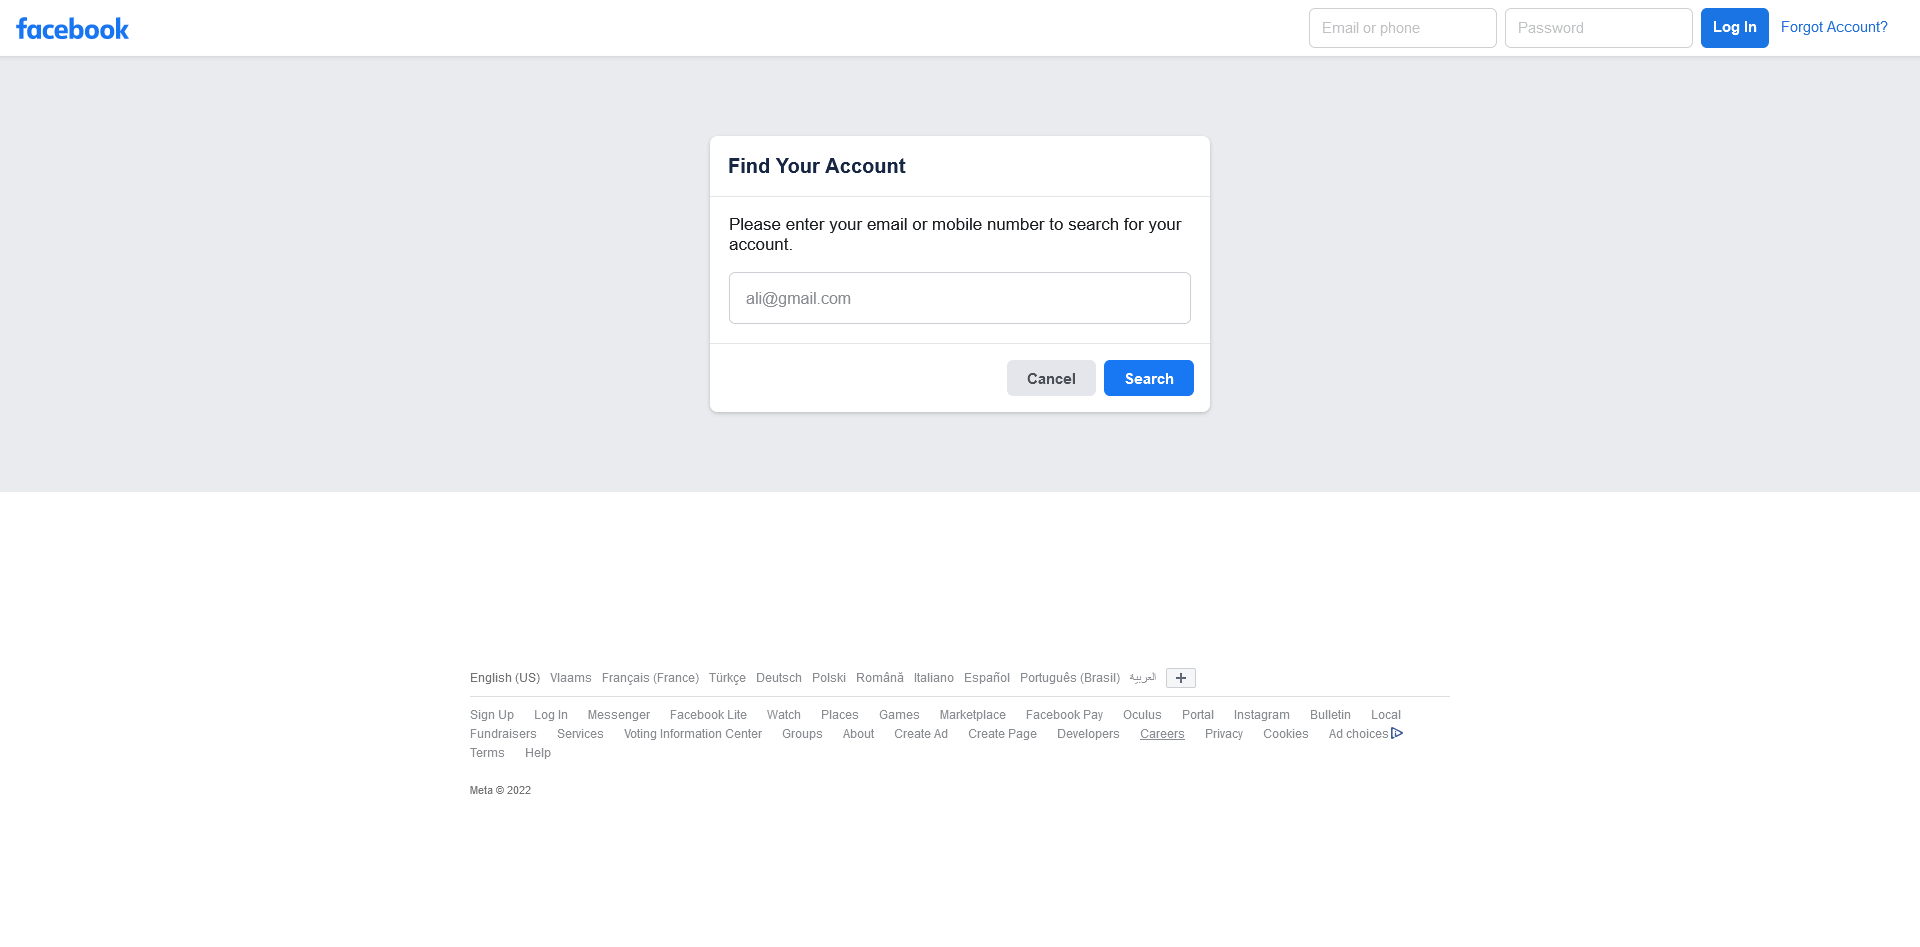 facebook
Email or phone Password Log In Forgot Account?
Find Your Account
Please enter your email or mobile number to search for your
account.
ali@gmail.com
Cancel Search
English (US) Vlaams Français (France) Türkçe Deutsch Polski Română Italiano Español Português (Brasil) العربية +
Sign Up Log In Messenger Facebook Lite Watch Places Games Marketplace Facebook Pay Oculus Portal Instagram Bulletin Local
Fundraisers Services Voting Information Center Groups About Create Ad Create Page Developers Careers Privacy Cookies Ad choices
Terms Help
Meta © 2022